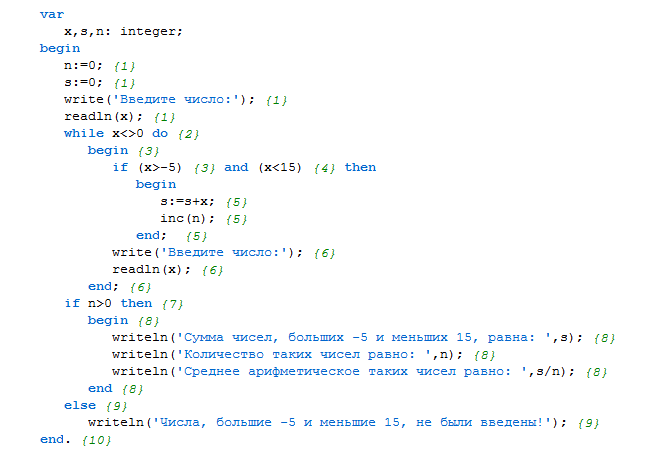 var
x,s,n: integer;
begin
n:=0; {1}
s:=0; {1}
write('Введите число:'); {1}
readln(x); {1}
while x<>0 do {2}
begin {3}
if (x>-5) {3} and (x<15) {4} then
begin
s:=s+x; {5}
inc(n); {5}
end; {5}
write('Введите число:'); {6}
readln(x); {6}
end; {6}
if n>0 then {7}
begin {8}
writeln('Сумма чисел, больших -5 и меньших 15, равна: ',s); {8}
writeln('Количество таких чисел равно: ',n); {8}
writeln('Среднее арифметическое таких чисел равно: ',s/n); {8}
end {8}
else {9}
writeln('Числа, большие -5 и меньшие 15, не были введены!'); {9}
end. {10}